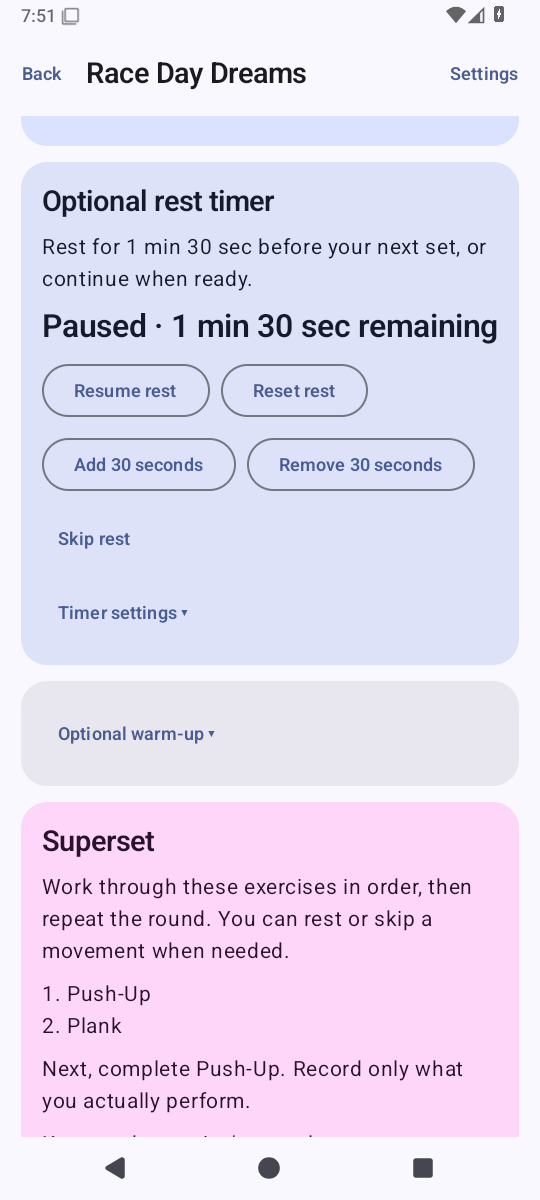 7:51
Back
Race Day Dreams
Settings
Optional rest timer
Rest for 1 min 30 sec before your next set, or
continue when ready.
Paused · 1 min 30 sec remaining
Resume rest
Reset rest
Add 30 seconds
Remove 30 seconds
Skip rest
Timer settings ▾
Optional warm-up ▾
Superset
Work through these exercises in order, then
repeat the round. You can rest or skip a
movement when needed.
1. Push-Up
2. Plank
Next, complete Push-Up. Record only what
you actually perform.